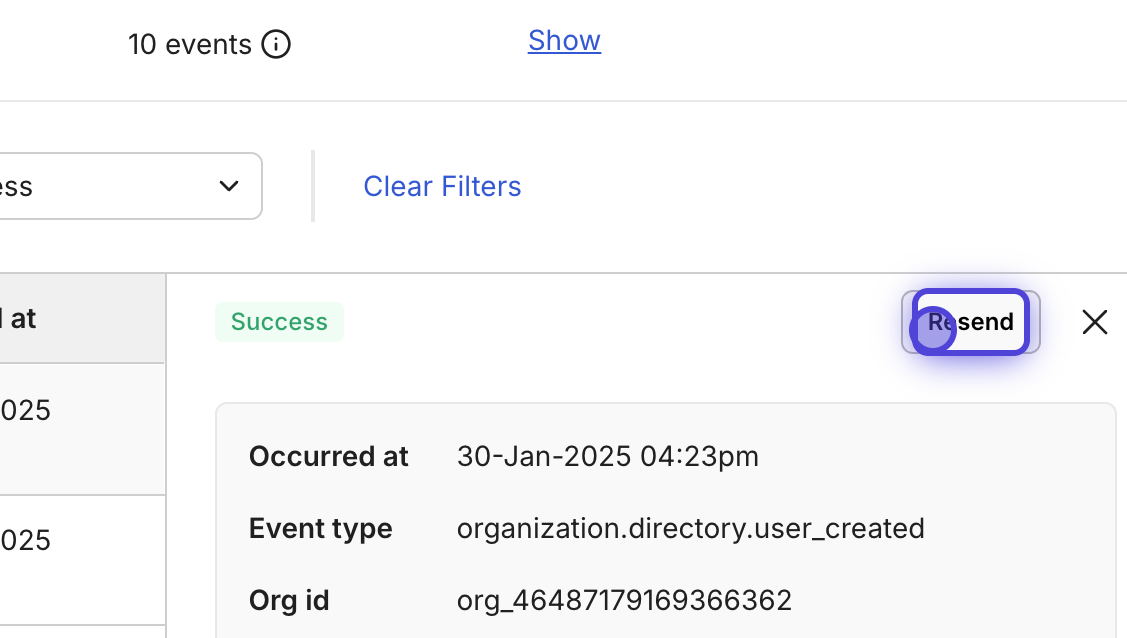 10 events
Show
Clear Filters
at
Success
Resend
025
Occurred at 30-Jan-2025 04:23pm
025
Event type organization.directory.user_created
Org id org_46487179169366362